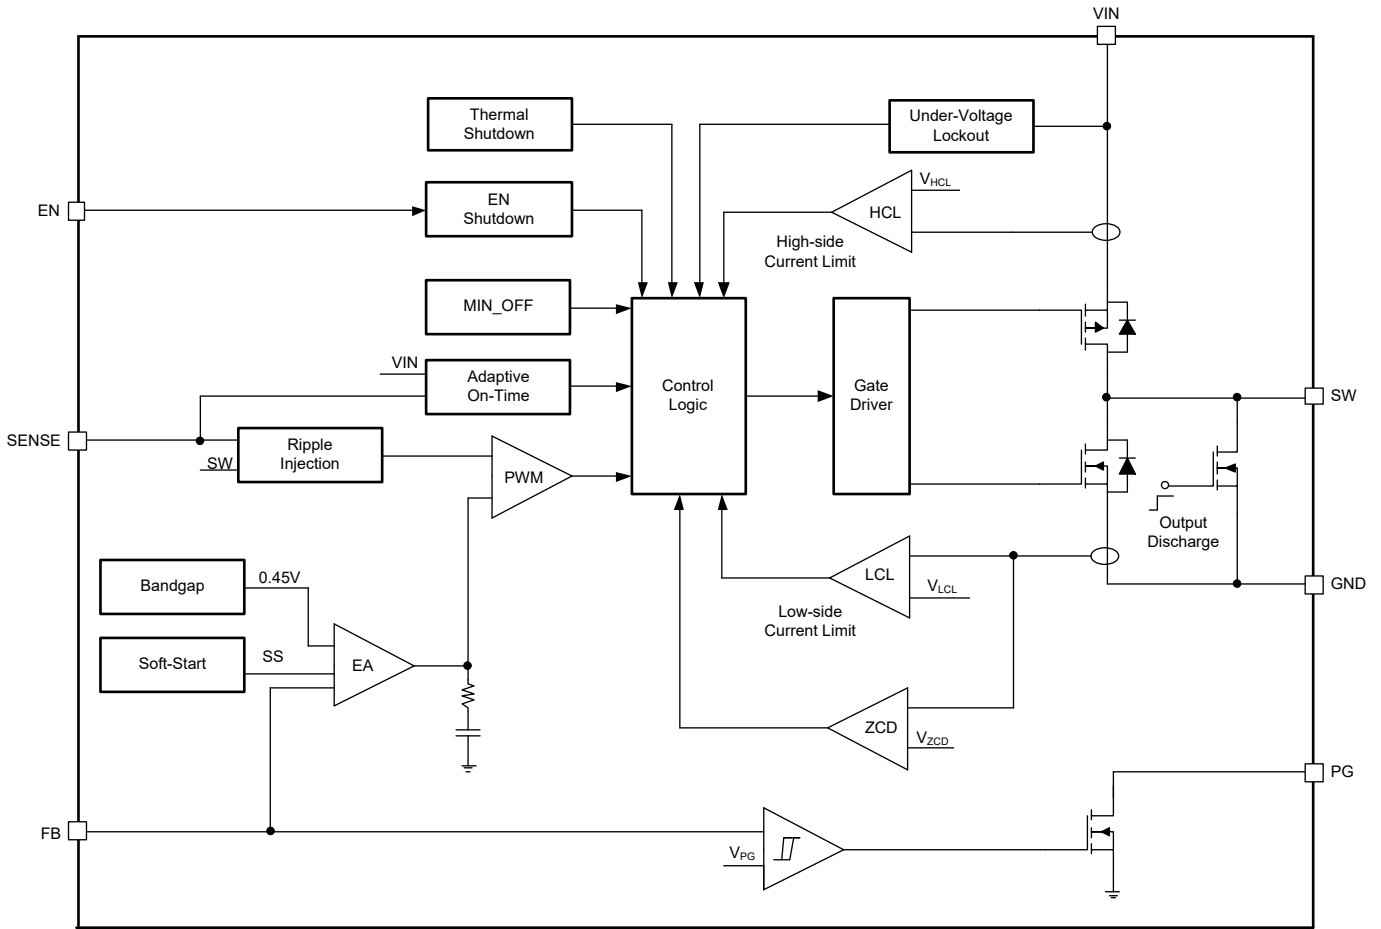 VIN
Thermal
Shutdown
Under-Voltage
Lockout
EN
EN
Shutdown
VHCL
HCL
High-side
Current Limit
MIN_OFF
VIN
Adaptive
On-Time
Control
Logic
Gate
Driver
SW
SENSE
Ripple
Injection
SW
PWM
Output
Discharge
Bandgap
0.45V
LCL
VLCL
GND
Low-side
Current Limit
Soft-Start
SS
EA
ZCD
VZCD
PG
FB
VPG